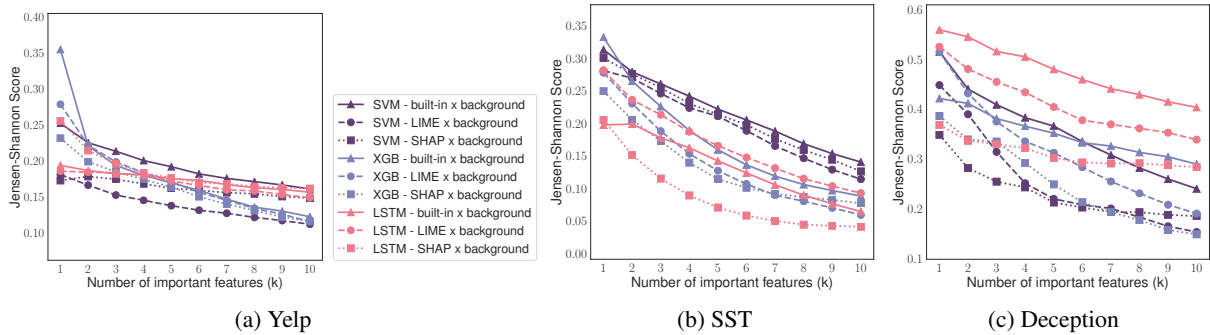 0.40
0.35
0.30
0.25
0.20
0.15
0.10
Jensen-Shannon Score
1 2 3 4 5 6 7 8 9 10
Number of important features (k)
(a) Yelp
SVM - built-in x background
SVM - LIME x background
SVM - SHAP x background
XGB - built-in x background
XGB - LIME x background
XGB - SHAP x background
LSTM - built-in x background
LSTM - LIME x background
LSTM - SHAP x background
0.35
0.30
0.25
0.20
0.15
0.10
0.05
0.00
Jensen-Shannon Score
1 2 3 4 5 6 7 8 9 10
Number of important features (k)
(b) SST
0.6
0.5
0.4
0.3
0.2
0.1
Jensen-Shannon Score
1 2 3 4 5 6 7 8 9 10
Number of important features (k)
(c) Deception